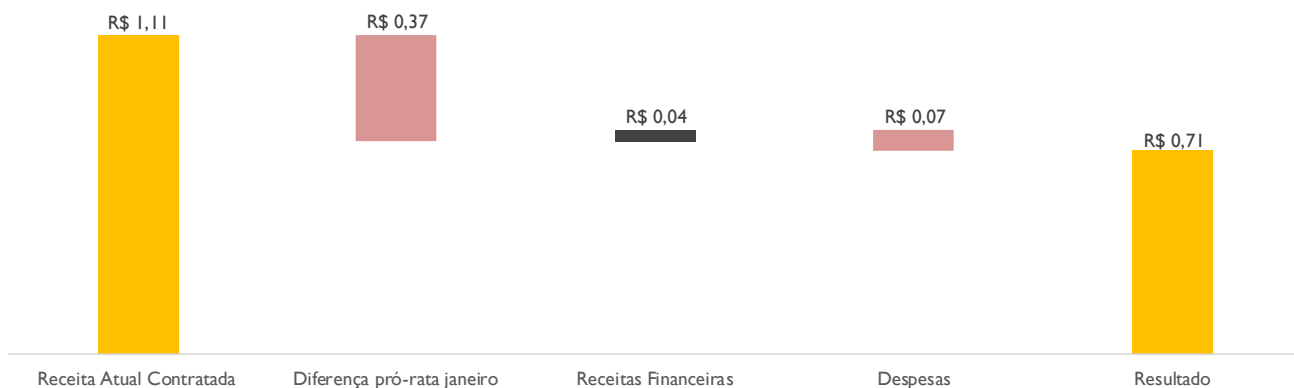 R$ 1,11
R$ 0,37
R$ 0,04
R$ 0,07
R$ 0,71
Receita Atual Contratada
Diferença pró-rata janeiro
Receitas Financeiras
Despesas
Resultado